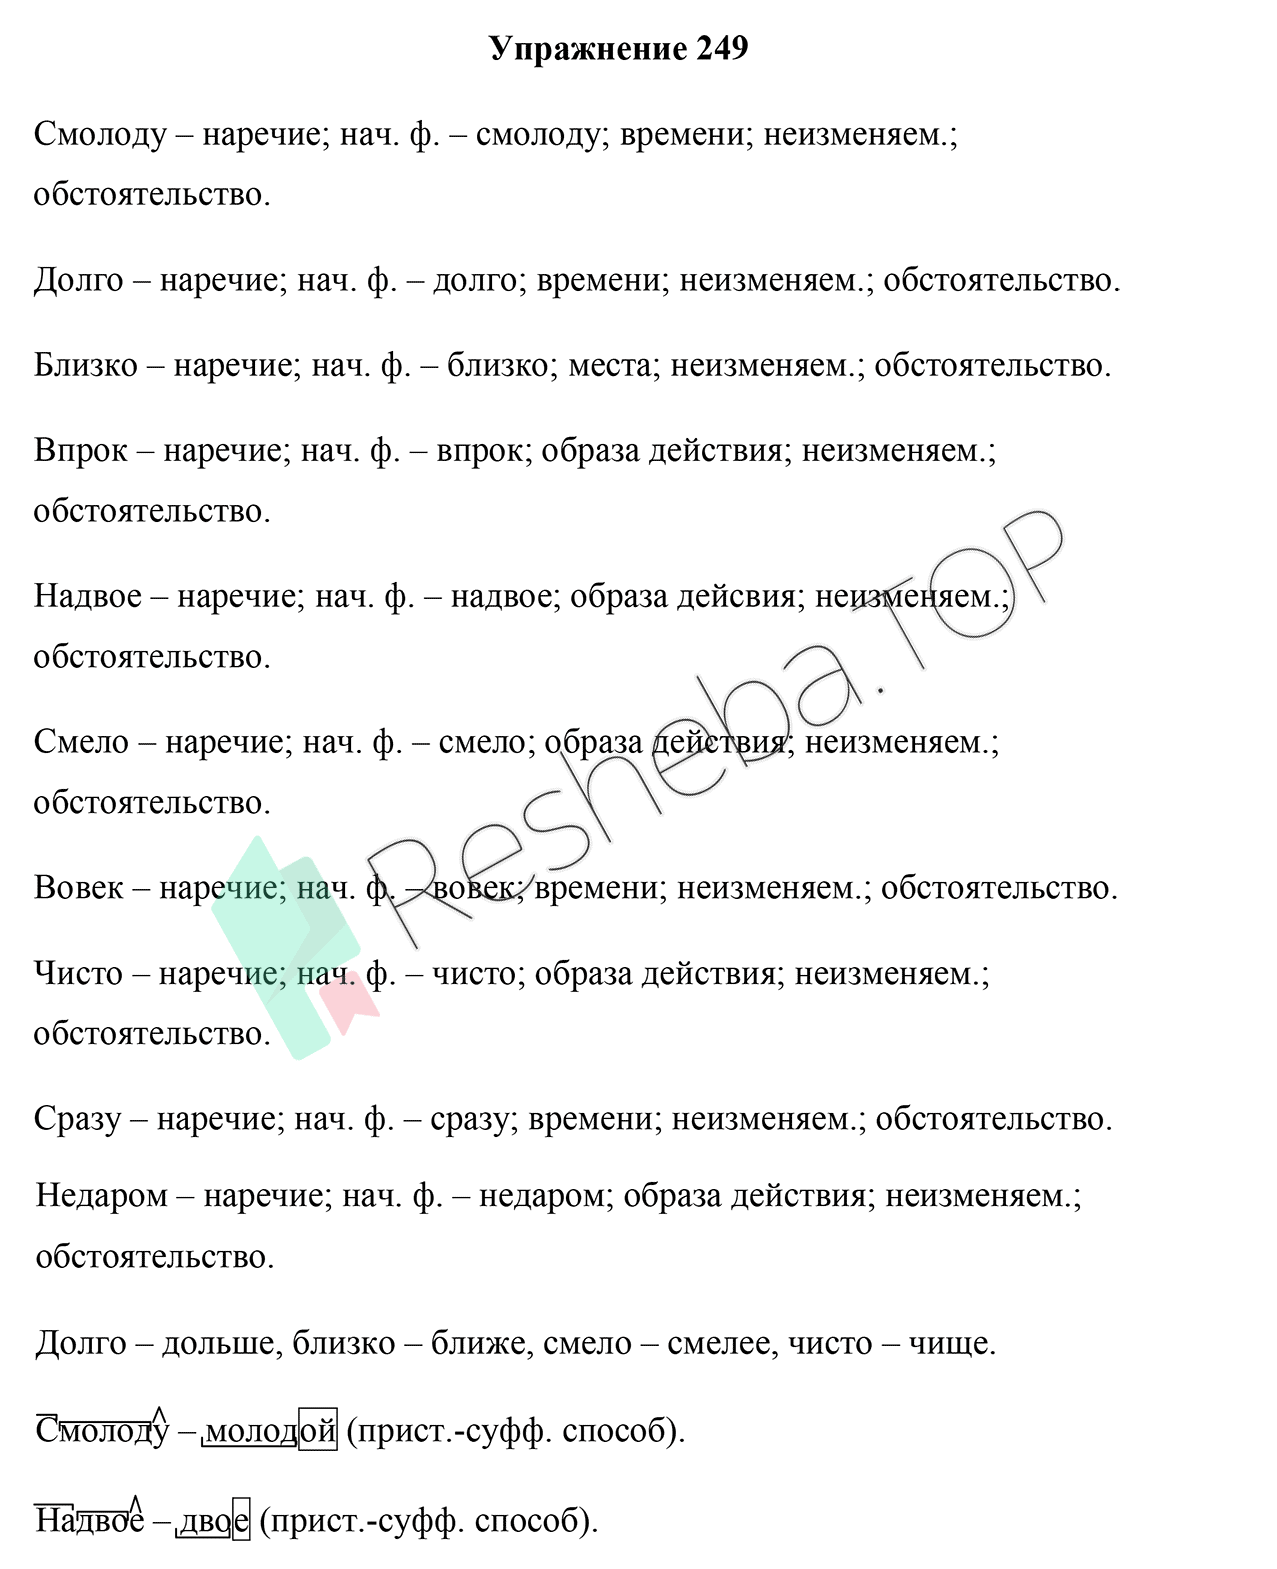 Упражнение 249
Смолоду – наречие; нач. ф. – смолоду; времени; неизменяем.;
обстоятельство.
Долго – наречие; нач. ф. – долго; времени; неизменяем.; обстоятельство.
Близко – наречие; нач. ф. – близко; места; неизменяем.; обстоятельство.
Впрок – наречие; нач. ф. – впрок; образа действия; неизменяем.;
обстоятельство.
Надвое – наречие; нач. ф. – надвое; образа дейсвия; неизменяем.;
обстоятельство.
Смело – наречие; нач. ф. – смело; образа действия; неизменяем.;
обстоятельство.
Вовек – наречие; нач. ф. – вовек; времени; неизменяем.; обстоятельство.
Чисто – наречие; нач. ф. – чисто; образа действия; неизменяем.;
обстоятельство.
Сразу – наречие; нач. ф. – сразу; времени; неизменяем.; обстоятельство.
Недаром – наречие; нач. ф. – недаром; образа действия; неизменяем.;
обстоятельство.
Долго – дольше, близко – ближе, смело – смелее, чисто – чище.
Смолоду – молодой (прист.-суфф. способ).
Надвое – двое (прист.-суфф. способ).
Resheba.TOP